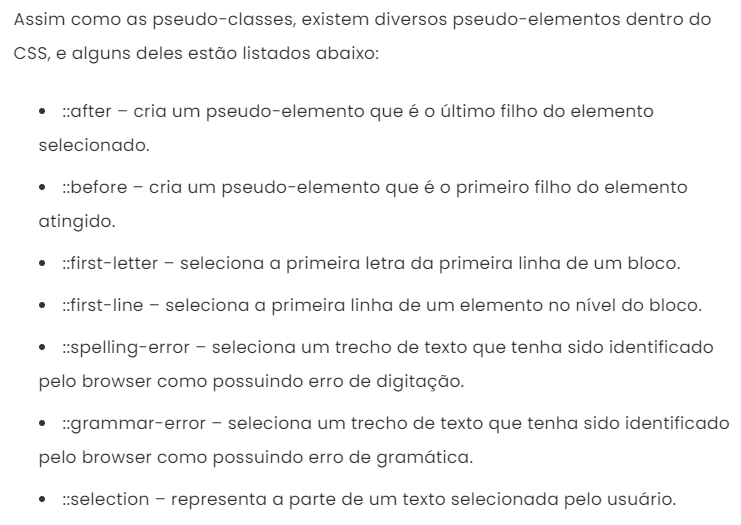 Assim como as pseudo-classes, existem diversos pseudo-elementos dentro do
CSS, e alguns deles estão listados abaixo:
• ::after – cria um pseudo-elemento que é o último filho do elemento
selecionado.
• ::before – cria um pseudo-elemento que é o primeiro filho do elemento
atingido.
• ::first-letter – seleciona a primeira letra da primeira linha de um bloco.
• ::first-line – seleciona a primeira linha de um elemento no nível do bloco.
• ::spelling-error – seleciona um trecho de texto que tenha sido identificado
pelo browser como possuindo erro de digitação.
• ::grammar-error – seleciona um trecho de texto que tenha sido identificado
pelo browser como possuindo erro de gramática.
• ::selection – representa a parte de um texto selecionada pelo usuário.